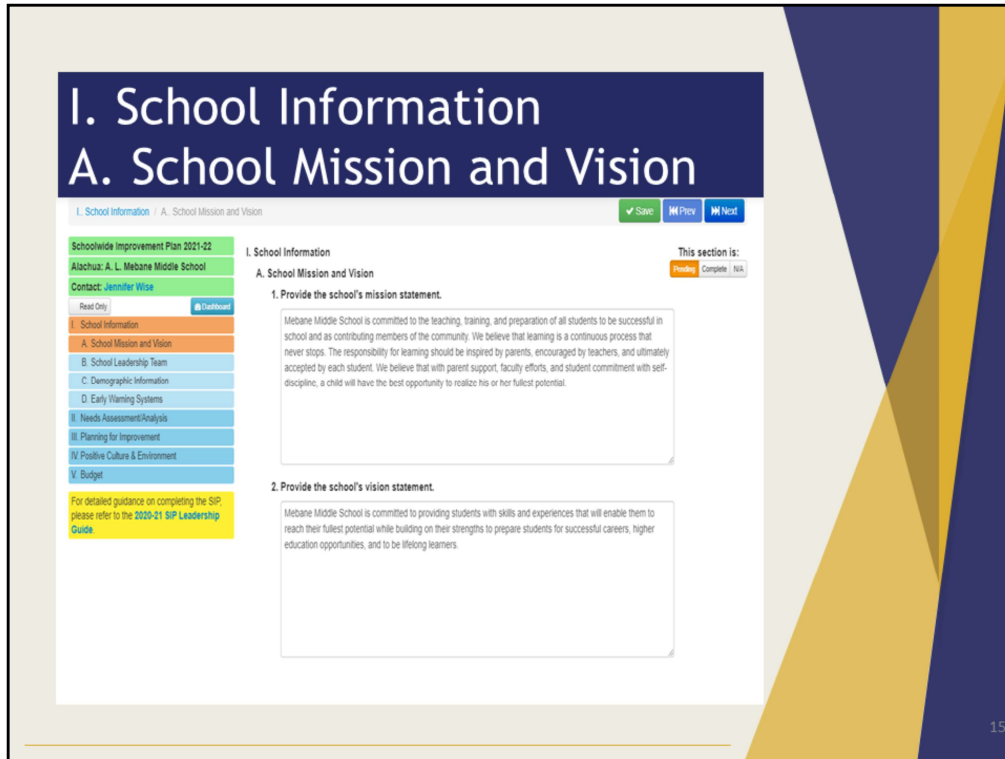 I. School Information
A. School Mission and Vision
I.. School Information / A.. School Mission and Vision
Save
Prev
Next
Schoolwide Improvement Plan 2021-22
Alachua: A. L. Mebane Middle School
Contact: Jennifer Wise
Read Only
Dashboard
I. School Information
A. School Mission and Vision
B. School Leadership Team
C. Demographic Information
D. Early Warning Systems
II. Needs Assessment/Analysis
III. Planning for Improvement
IV. Positive Culture & Environment
V. Budget
For detailed guidance on completing the SIP,
please refer to the 2020-21 SIP Leadership
Guide.
I. School Information
This section is:
Pending
Complete
N/A
A. School Mission and Vision
1. Provide the school's mission statement.
Mebane Middle School is committed to the teaching, training, and preparation of all students to be successful in
school and as contributing members of the community. We believe that learning is a continuous process that
never stops. The responsibility for learning should be inspired by parents, encouraged by teachers, and ultimately
accepted by each student. We believe that with parent support, faculty efforts, and student commitment with self-
discipline, a child will have the best opportunity to realize his or her fullest potential.
2. Provide the school's vision statement.
Mebane Middle School is committed to providing students with skills and experiences that will enable them to
reach their fullest potential while building on their strengths to prepare students for successful careers, higher
education opportunities, and to be lifelong learners.
15